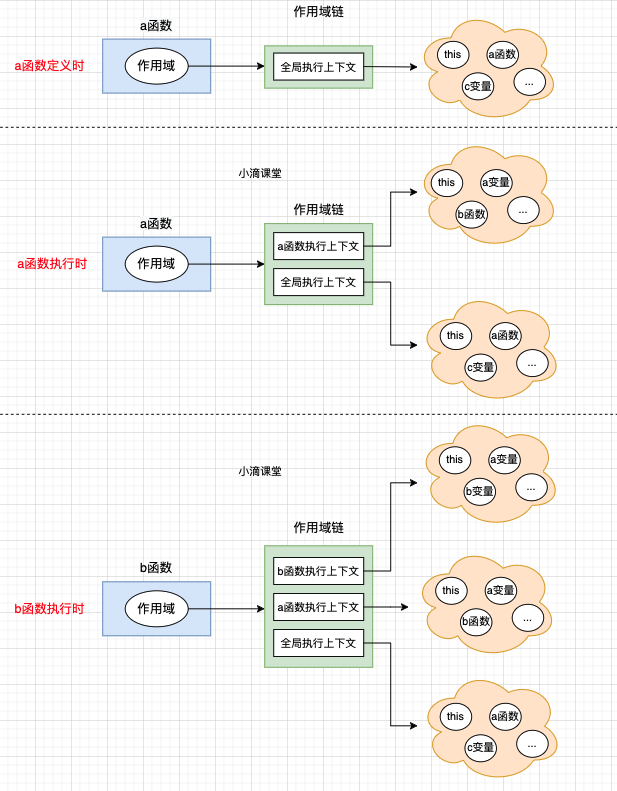 作用域链
a函数
a函数定义时
作用域
全局执行上下文
this
a函数
c变量
...
小滴课堂
作用域链
a函数
a函数执行时
作用域
a函数执行上下文
全局执行上下文
this
a变量
b函数
...
this
a函数
c变量
...
小滴课堂
作用域链
b函数
b函数执行时
作用域
b函数执行上下文
a函数执行上下文
全局执行上下文
this
a变量
b变量
...
this
a变量
b函数
...
this
a函数
c变量
...